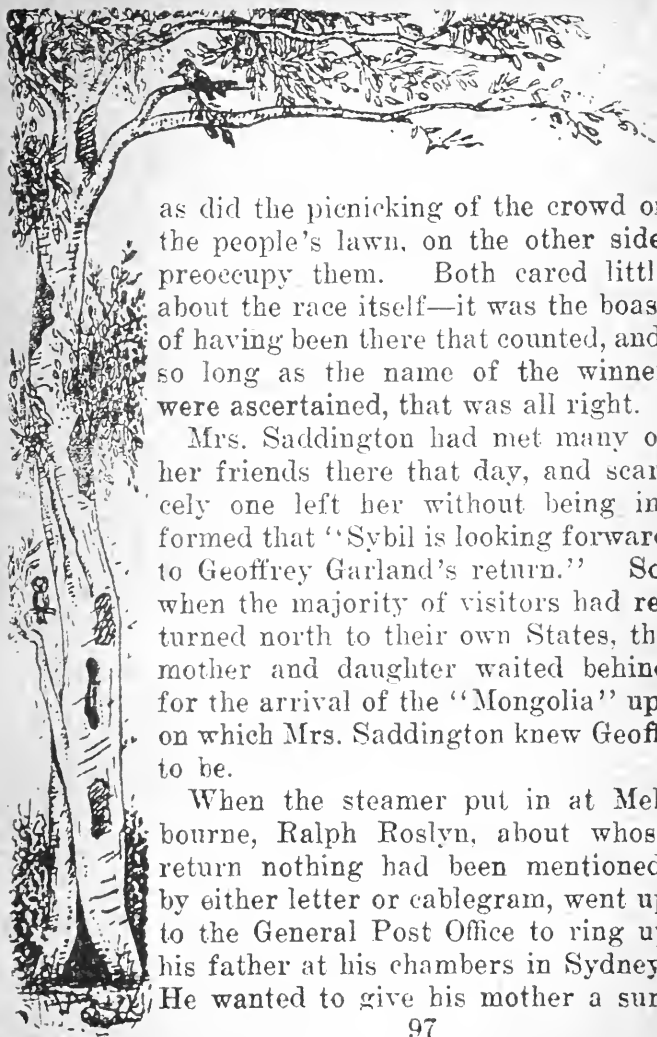 as did the picnicking of the crowd o
the people's lawn, on the other side
preoccupy them. Both cared littl
about the race itself—it was the boas
of having been there that counted, and
so long as the name of the winne
were ascertained, that was all right.
Mrs. Saddington had met many o
her friends there that day, and scar
cely one left her without being in
formed that "Sybil is looking forward
to Geoffrey Garland's return." So
when the majority of visitors had re
turned north to their own States, th
mother and daughter waited behin
for the arrival of the "Mongolia" up
on which Mrs. Saddington knew Geoff
to be.
When the steamer put in at Mel
bourne, Ralph Roslyn, about whos
return nothing had been mentioned
by either letter or cablegram, went u
to the General Post Office to ring u
his father at his chambers in Sydney
He wanted to give his mother a sur
97